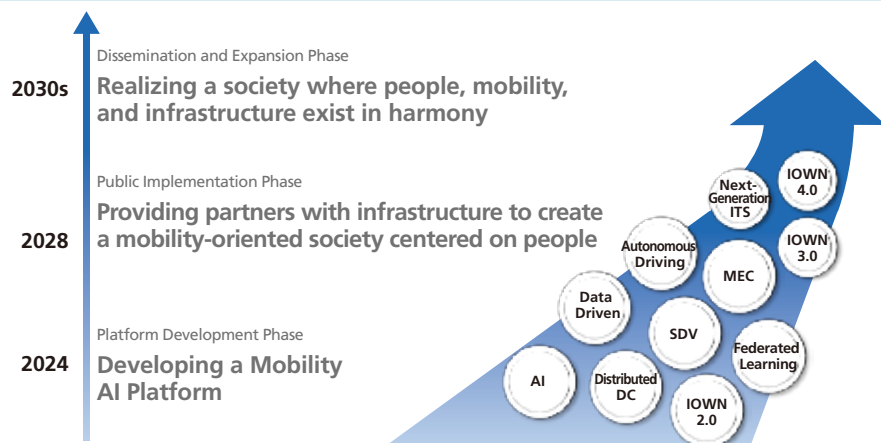 Dissemination and Expansion Phase
2030s
Realizing a society where people, mobility,
and infrastructure exist in harmony
Public Implementation Phase
2028
Providing partners with infrastructure to create
a mobility-oriented society centered on people
Platform Development Phase
2024
Developing a Mobility
AI Platform
Next-
Generation
ITS
IOWN
4.0
Autonomous
Driving
IOWN
3.0
MEC
Data
Driven
SDV
Federated
Learning
AI
Distributed
DC
IOWN
2.0